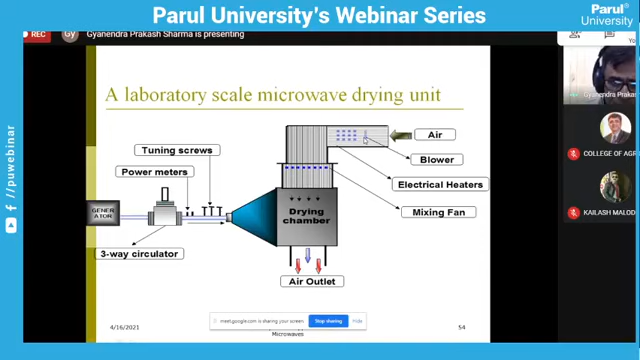 Parul University's Webinar Series
Parul®
University
REC
Gy
Gyanendra Prakash Sharma is presenting
Yo
Gyanendra Prakas
A laboratory scale microwave drying unit
Air
Tuning screws
Blower
COLLEGE OF AGR
Power meters
Electrical Heaters
GENER
ATOR
Drying
chamber
Mixing Fan
KAILASH MALOD
3-way circulator
Air Outlet
meet.google.com is sharing your screen.
Stop sharing
Hide
4/16/2021
Microwaves
54
//puwebinar